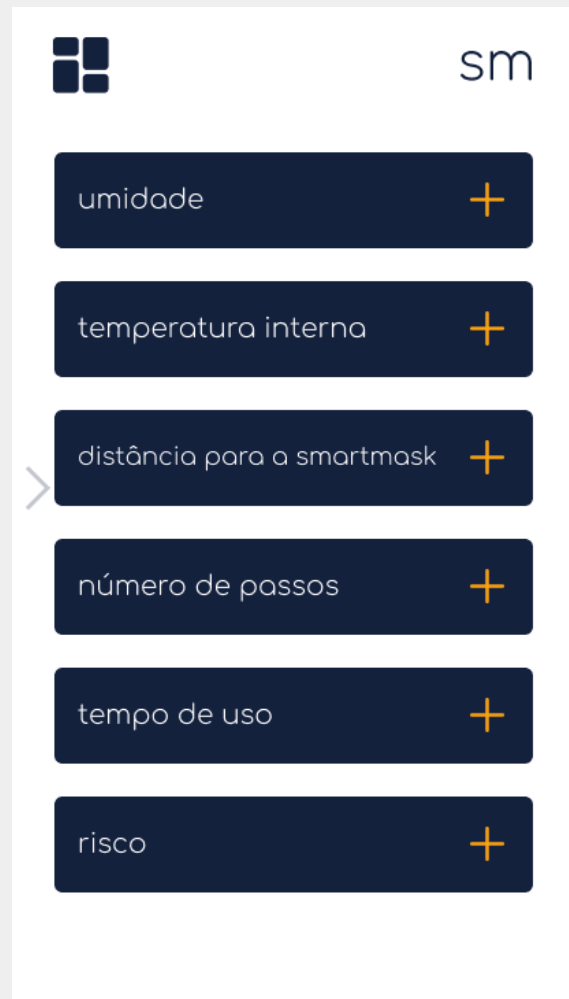 sm
umidade
temperatura interna
distância para a smartmask
número de passos
tempo de uso
risco